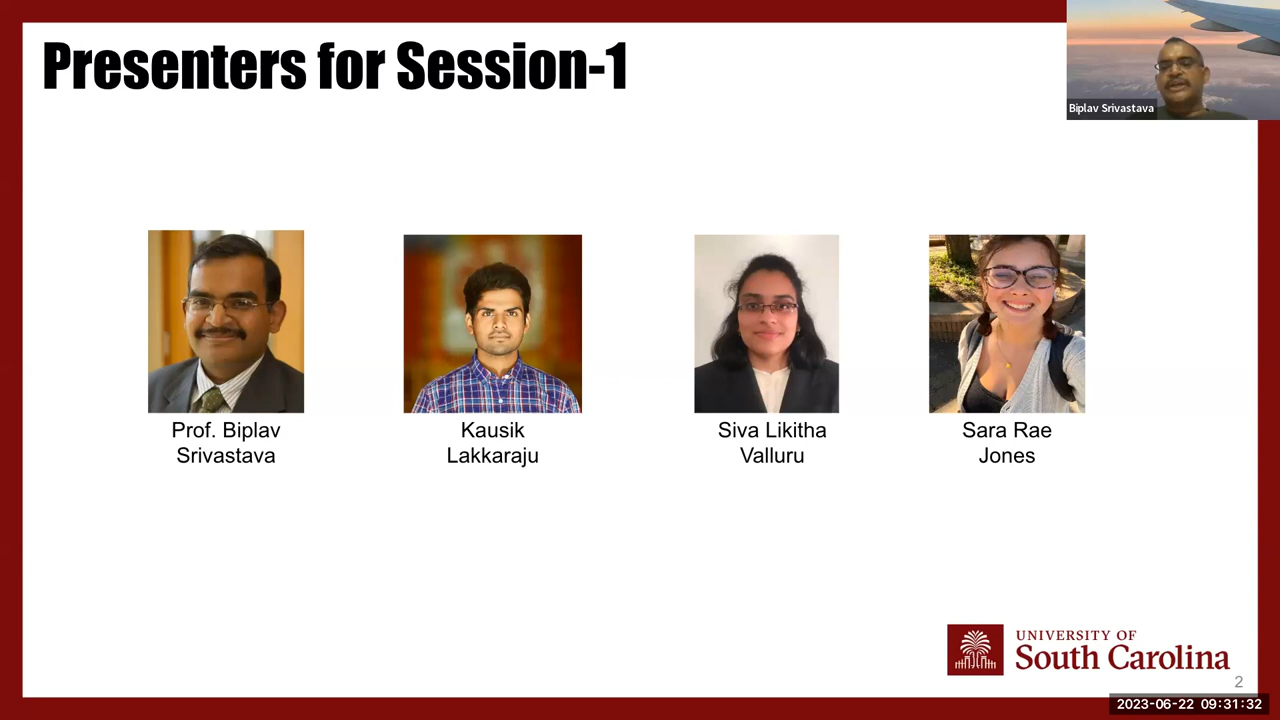 Presenters for Session-1
Biplav Srivastava
Prof. Biplav
Srivastava
Kausik
Lakkaraju
Siva Likitha
Valluru
Sara Rae
Jones
UNIVERSITY OF
South Carolina
2
2023-06-22 09:31:32